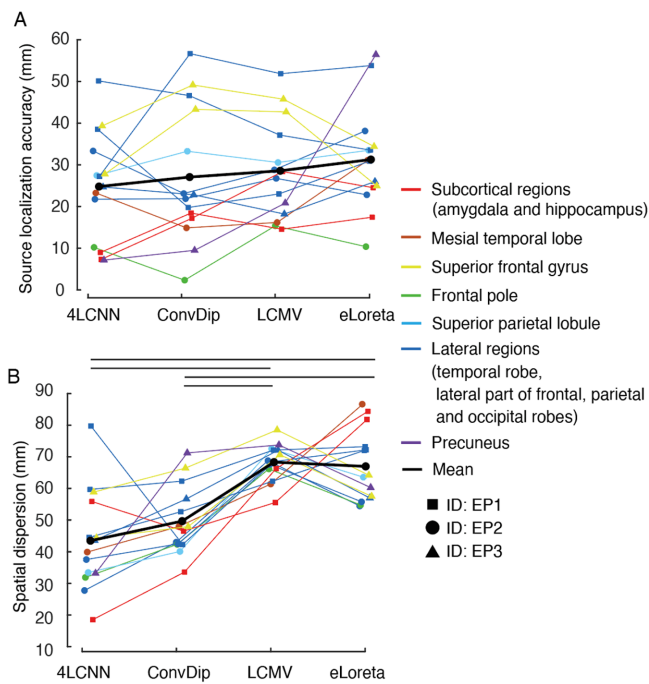 A
Source localization accuracy (mm)
60
50
40
30
20
10
0
4LCNN ConvDip LCMV eLoreta
Subcortical regions
(amygdala and hippocampus)
Mesial temporal lobe
Superior frontal gyrus
Frontal pole
Superior parietal lobule
Lateral regions
(temporal robe,
lateral part of frontal, parietal
and occipital robes)
Precuneus
Mean
ID: EP1
ID: EP2
ID: EP3
B
Spatial dispersion (mm)
90
80
70
60
50
40
30
20
10
4LCNN ConvDip LCMV eLoreta